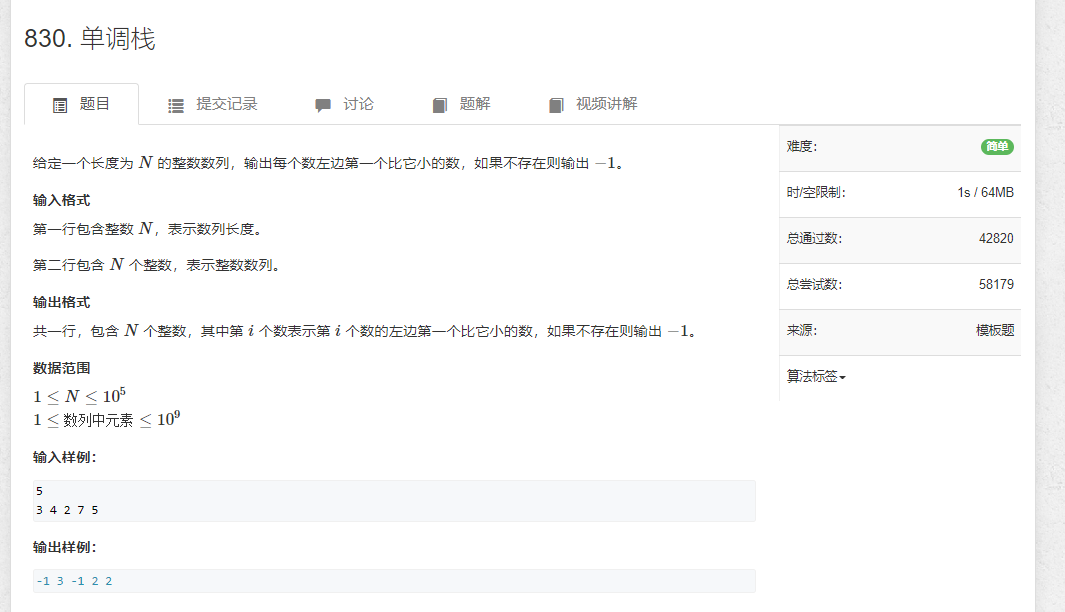 830. 单调栈
题目 提交记录 讨论 题解 视频讲解
给定一个长度为 N 的整数数列，输出每个数左边第一个比它小的数，如果不存在则输出 −1。
输入格式
第一行包含整数 N，表示数列长度。
第二行包含 N 个整数，表示整数数列。
输出格式
共一行，包含 N 个整数，其中第 i 个数表示第 i 个数的左边第一个比它小的数，如果不存在则输出 −1。
数据范围
1 ≤ N ≤ 10⁵
1 ≤ 数列中元素 ≤ 10⁹
输入样例：
5
3 4 2 7 5
输出样例：
-1 3 -1 2 2
难度： 简单
时/空限制： 1s / 64MB
总通过数： 42820
总尝试数： 58179
来源： 模板题
算法标签